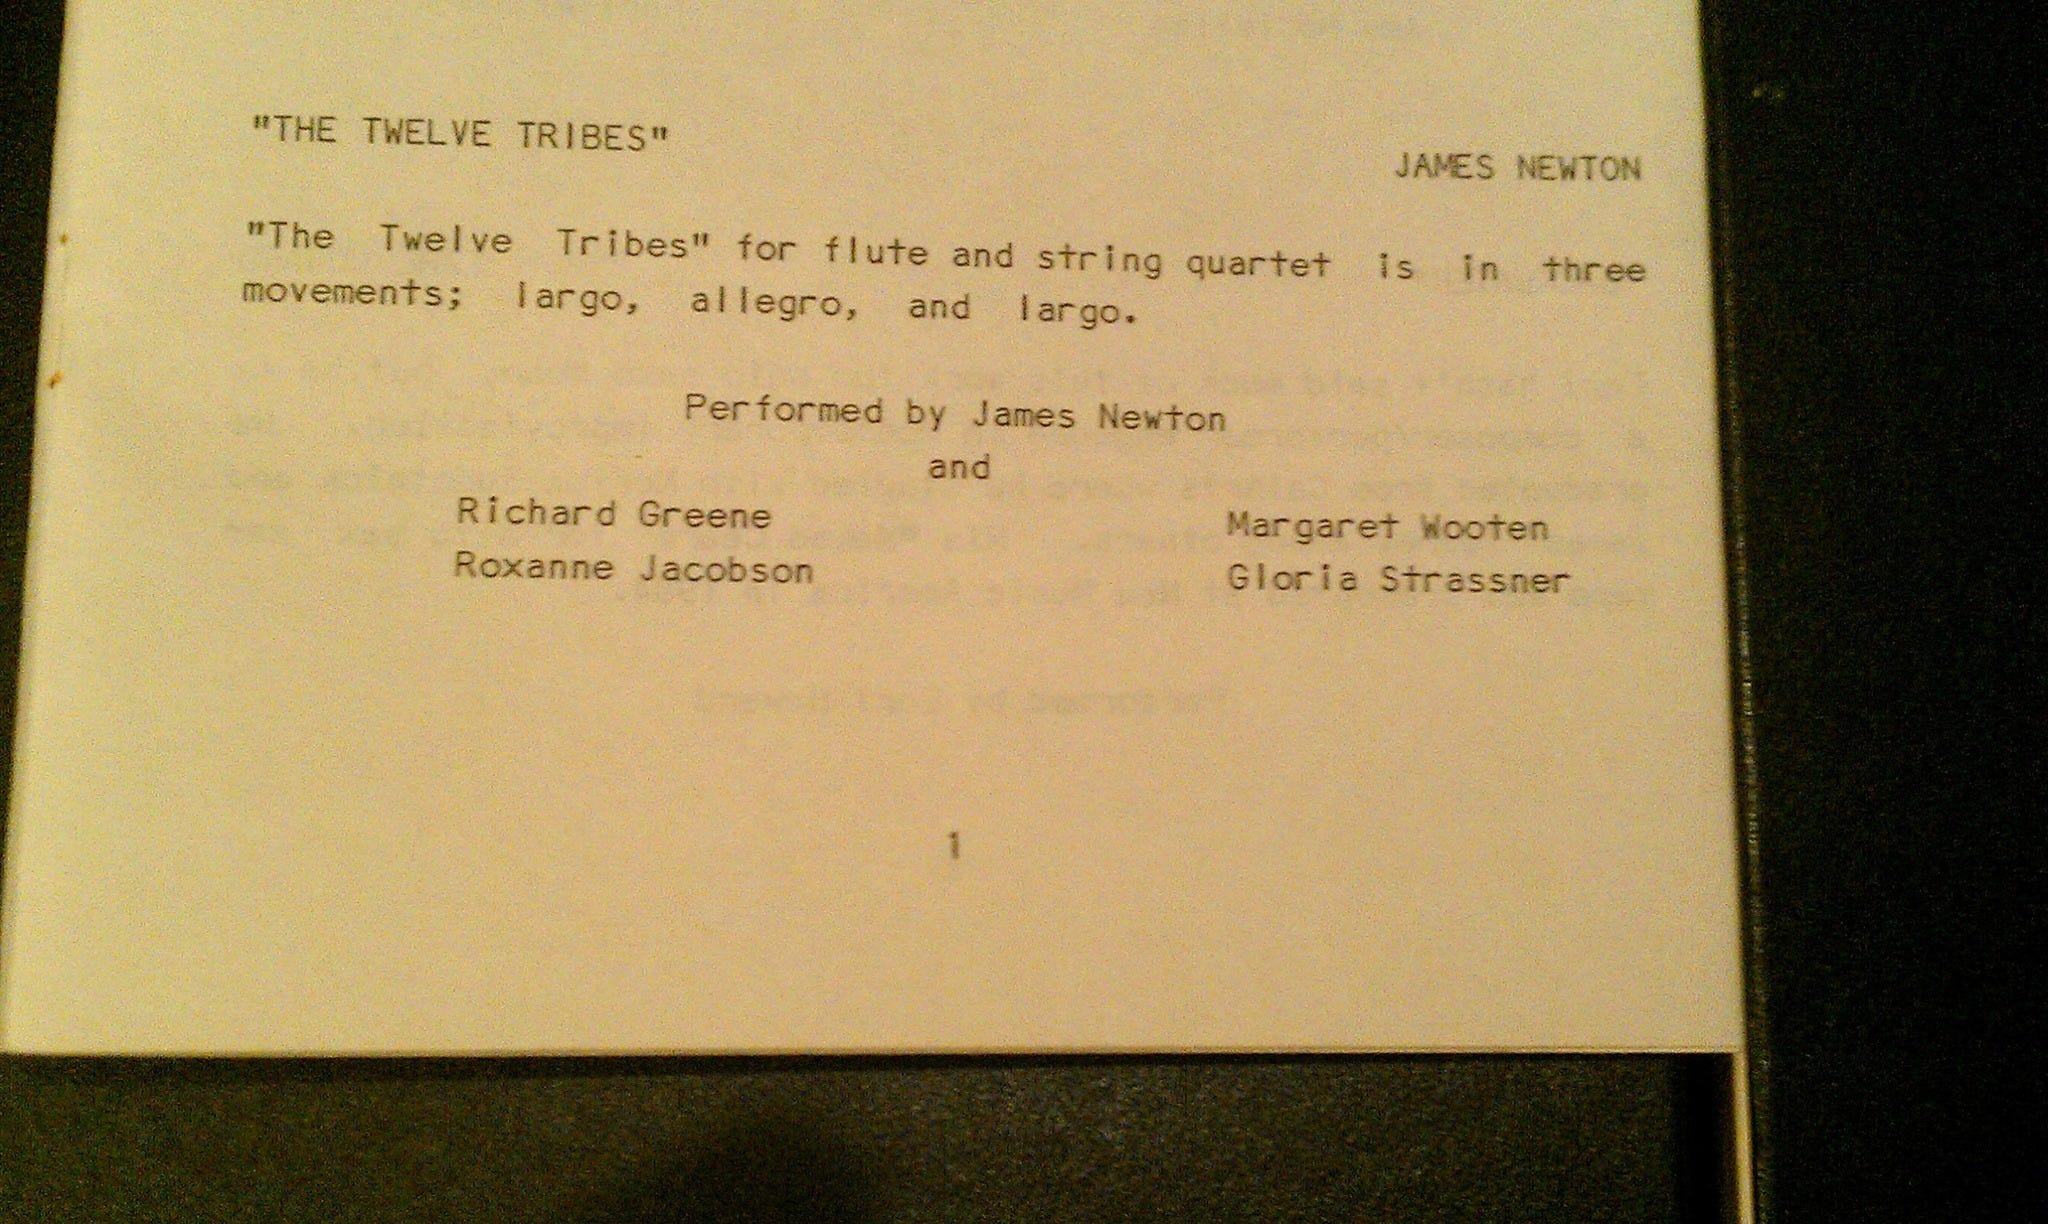 "THE TWELVE TRIBES"
JAMES NEWTON
"The Twelve Tribes" for flute and string quartet is in three
movements; largo, allegro, and largo.
Performed by James Newton
and
Richard Greene Margaret Wooten
Roxanne Jacobson Gloria Strassner
1